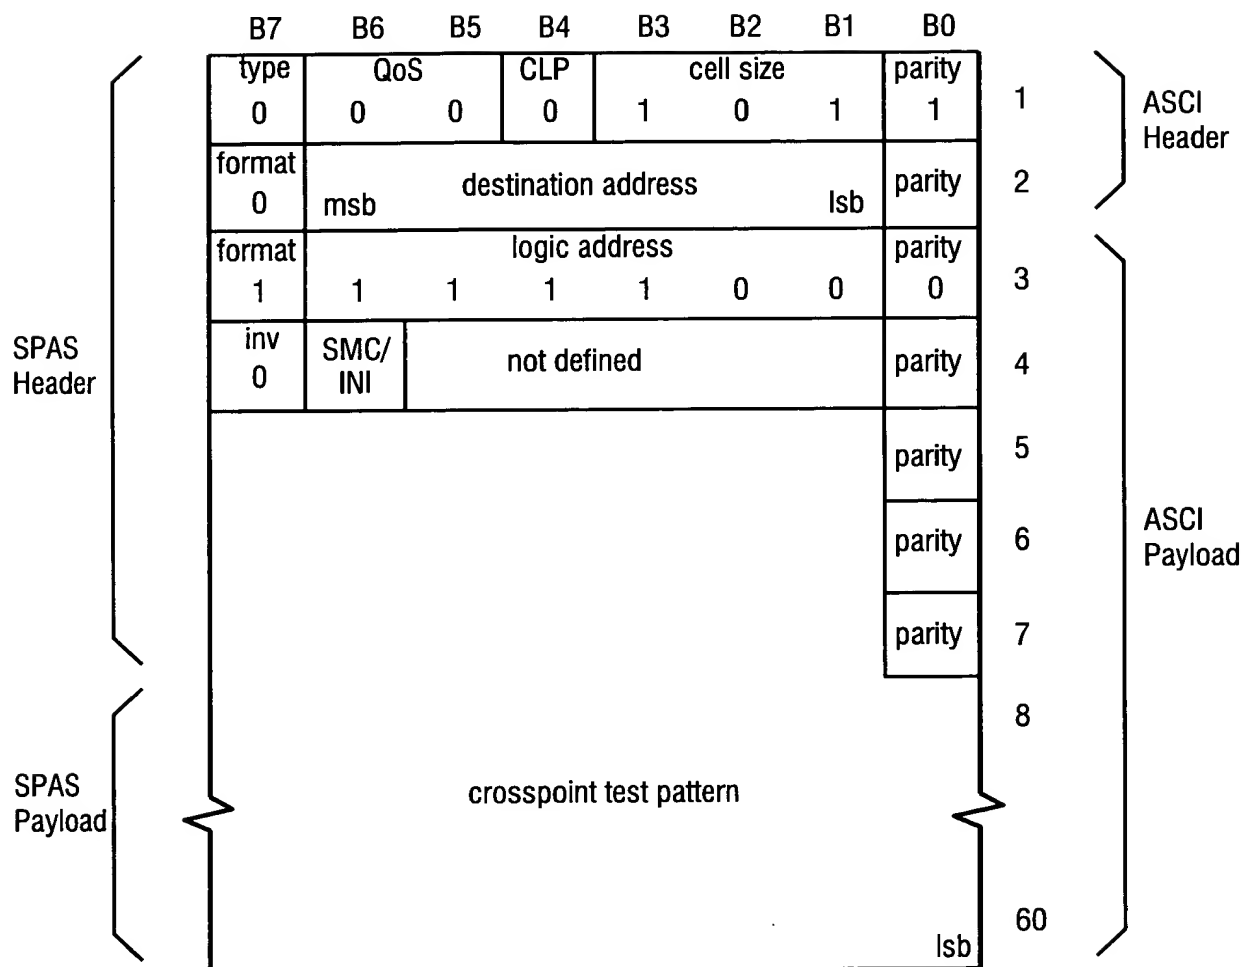 B7 B6 B5 B4 B3 B2 B1 B0
type QoS CLP cell size parity
0 0 0 0 1 0 1 1 1
ASCI
Header
format
0 msb destination address lsb parity 2
format logic address parity
1 1 1 1 1 0 0 0 3
SPAS
Header
inv
0 SMC/
INI not defined parity 4
parity 5
parity 6
ASCI
Payload
parity 7
8
SPAS
Payload
crosspoint test pattern
60
lsb